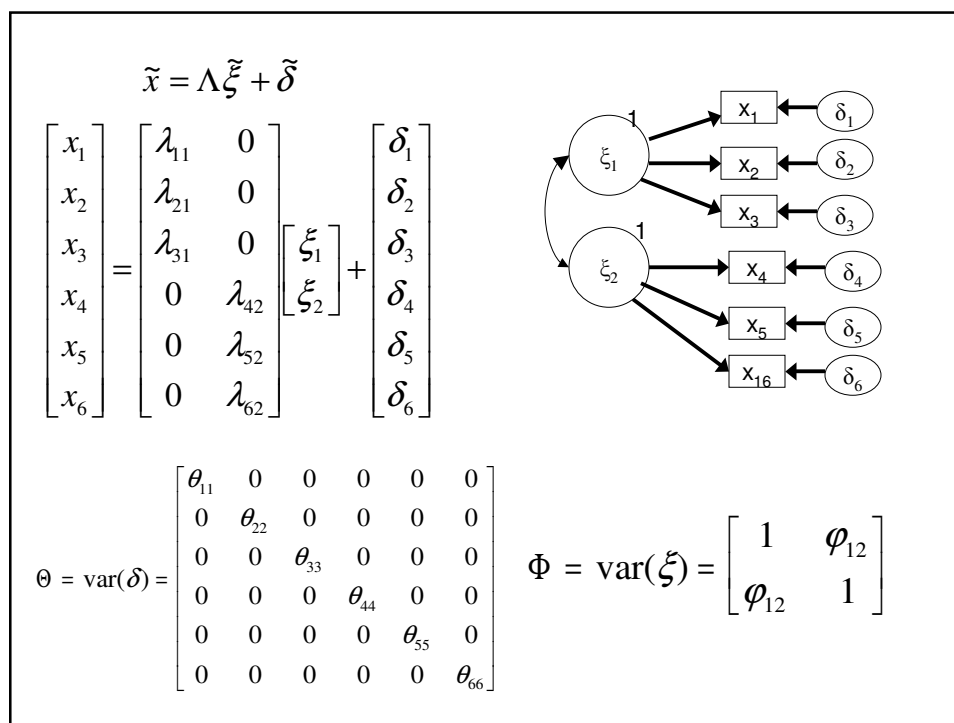 x̃ = Λξ̃ + δ̃
[x₁] [λ₁₁ 0] [δ₁]
[x₂] [λ₂₁ 0] [δ₂]
[x₃] = [λ₃₁ 0] [ξ₁] + [δ₃]
[x₄] [0 λ₄₂] [ξ₂] [δ₄]
[x₅] [0 λ₅₂] [δ₅]
[x₆] [0 λ₆₂] [δ₆]
1
ξ₁
x₁ δ₁
x₂ δ₂
x₃ δ₃
1
ξ₂
x₄ δ₄
x₅ δ₅
x₁₆ δ₆
Θ = var(δ) =
θ₁₁ 0 0 0 0 0
0 θ₂₂ 0 0 0 0
0 0 θ₃₃ 0 0 0
0 0 0 θ₄₄ 0 0
0 0 0 0 θ₅₅ 0
0 0 0 0 0 θ₆₆
Φ = var(ξ) =
1 φ₁₂
φ₁₂ 1